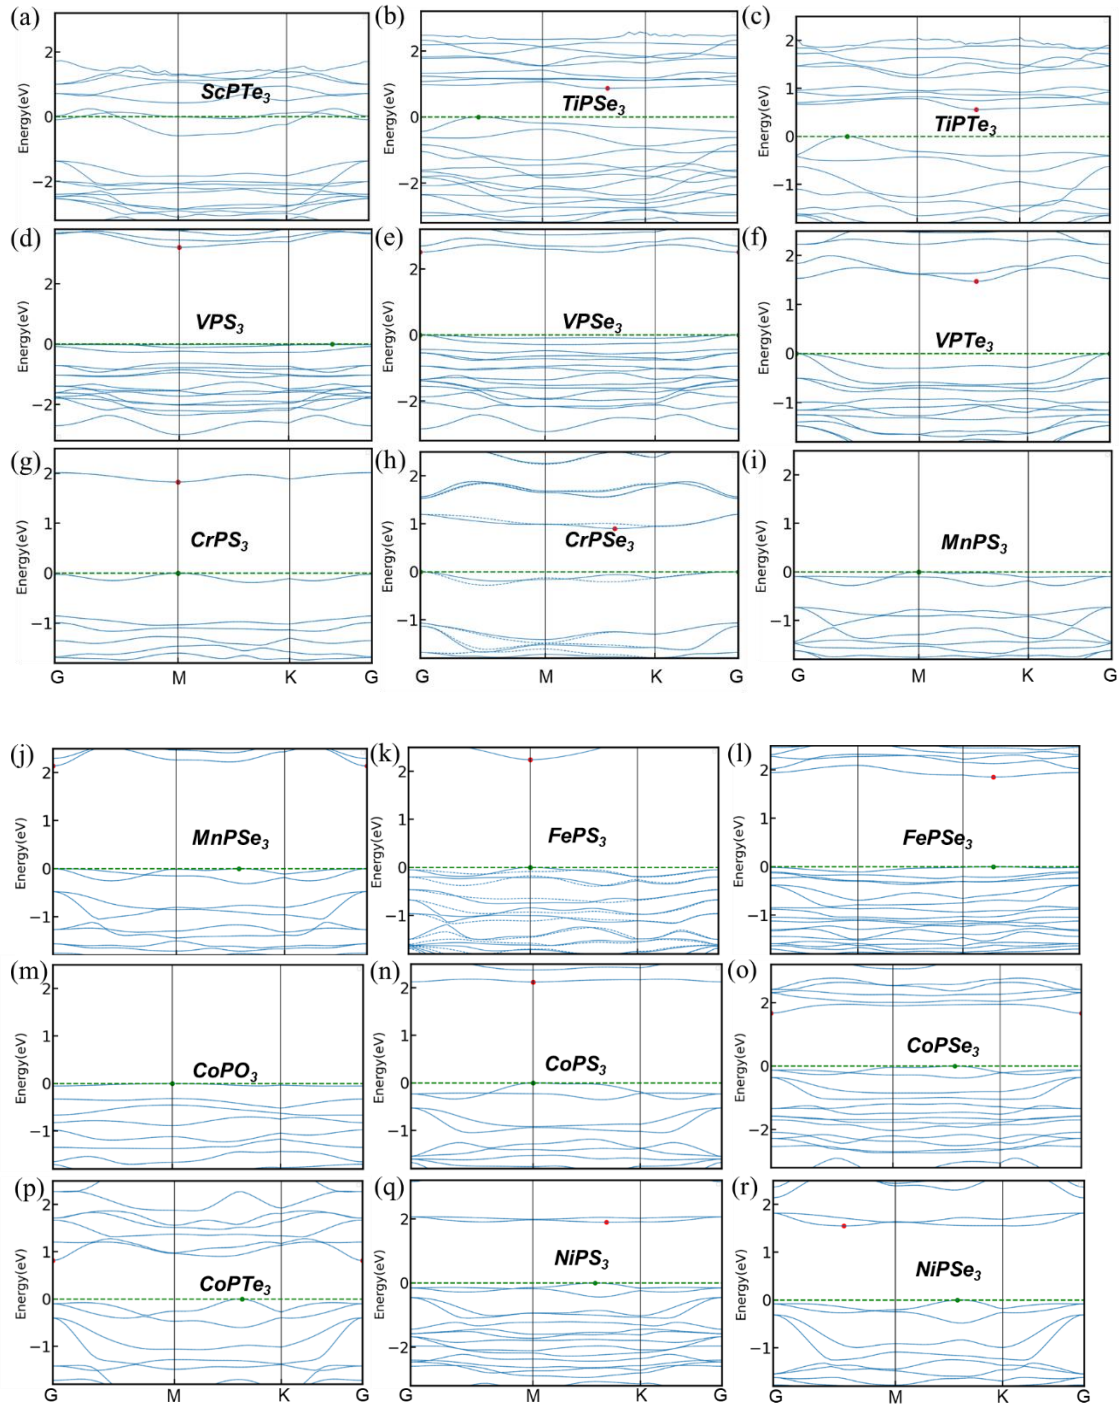 (a) (b) (c)
Energy(eV) 2 0 −2 ScPTe3
Energy(eV) 2 0 −2 TiPSe3
Energy(eV) 2 1 0 −1 TiPTe3
(d) (e) (f)
Energy(eV) 2 0 −2 VPS3
Energy(eV) 2 0 −2 VPSe3
Energy(eV) 2 1 0 −1 VPTe3
(g) (h) (i)
Energy(eV) 2 1 0 −1 CrPS3
Energy(eV) 2 1 0 −1 CrPSe3
Energy(eV) 2 1 0 −1 MnPS3
G M K G G M K G G M K G
(j) (k) (l)
Energy(eV) 2 1 0 −1 MnPSe3
Energy(eV) 2 1 0 −1 FePS3
Energy(eV) 2 1 0 −1 FePSe3
(m) (n) (o)
Energy(eV) 2 1 0 −1 CoPO3
Energy(eV) 2 1 0 −1 CoPS3
Energy(eV) 2 0 −2 CoPSe3
(p) (q) (r)
Energy(eV) 2 1 0 −1 CoPTe3
Energy(eV) 2 0 −2 NiPS3
Energy(eV) 2 1 0 −1 NiPSe3
G M K G G M K G G M K G